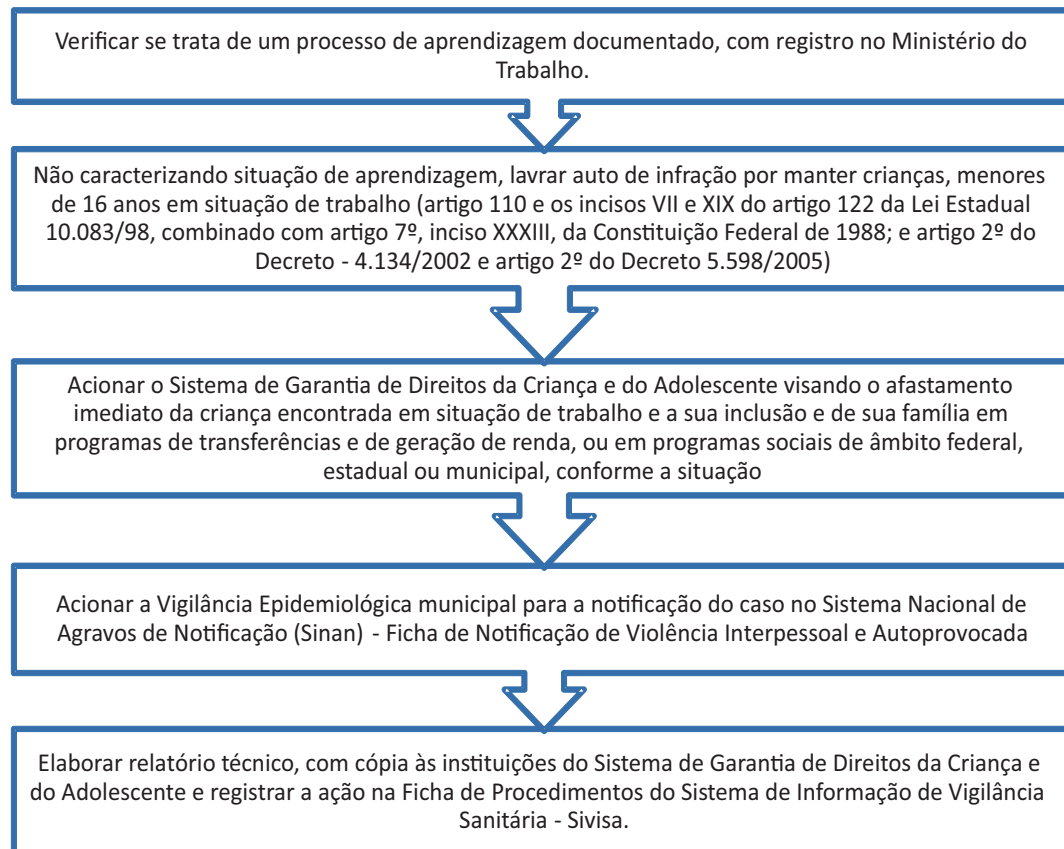 Verificar se trata de um processo de aprendizagem documentado, com registro no Ministério do
Trabalho.
Não caracterizando situação de aprendizagem, lavrar auto de infração por manter crianças, menores
de 16 anos em situação de trabalho (artigo 110 e os incisos VII e XIX do artigo 122 da Lei Estadual
10.083/98, combinado com artigo 7º, inciso XXXIII, da Constituição Federal de 1988; e artigo 2º do
Decreto - 4.134/2002 e artigo 2º do Decreto 5.598/2005)
Acionar o Sistema de Garantia de Direitos da Criança e do Adolescente visando o afastamento
imediato da criança encontrada em situação de trabalho e a sua inclusão e de sua família em
programas de transferências e de geração de renda, ou em programas sociais de âmbito federal,
estadual ou municipal, conforme a situação
Acionar a Vigilância Epidemiológica municipal para a notificação do caso no Sistema Nacional de
Agravos de Notificação (Sinan) - Ficha de Notificação de Violência Interpessoal e Autoprovocada
Elaborar relatório técnico, com cópia às instituições do Sistema de Garantia de Direitos da Criança e
do Adolescente e registrar a ação na Ficha de Procedimentos do Sistema de Informação de Vigilância
Sanitária - Sivisa.